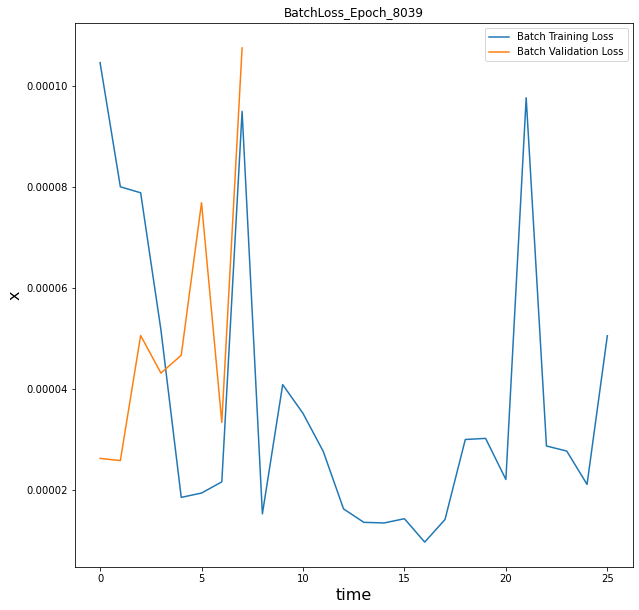 BatchLoss_Epoch_8039
Batch Training Loss
Batch Validation Loss
0.00010
0.00008
0.00006
0.00004
0.00002
x
0 5 10 15 20 25
time